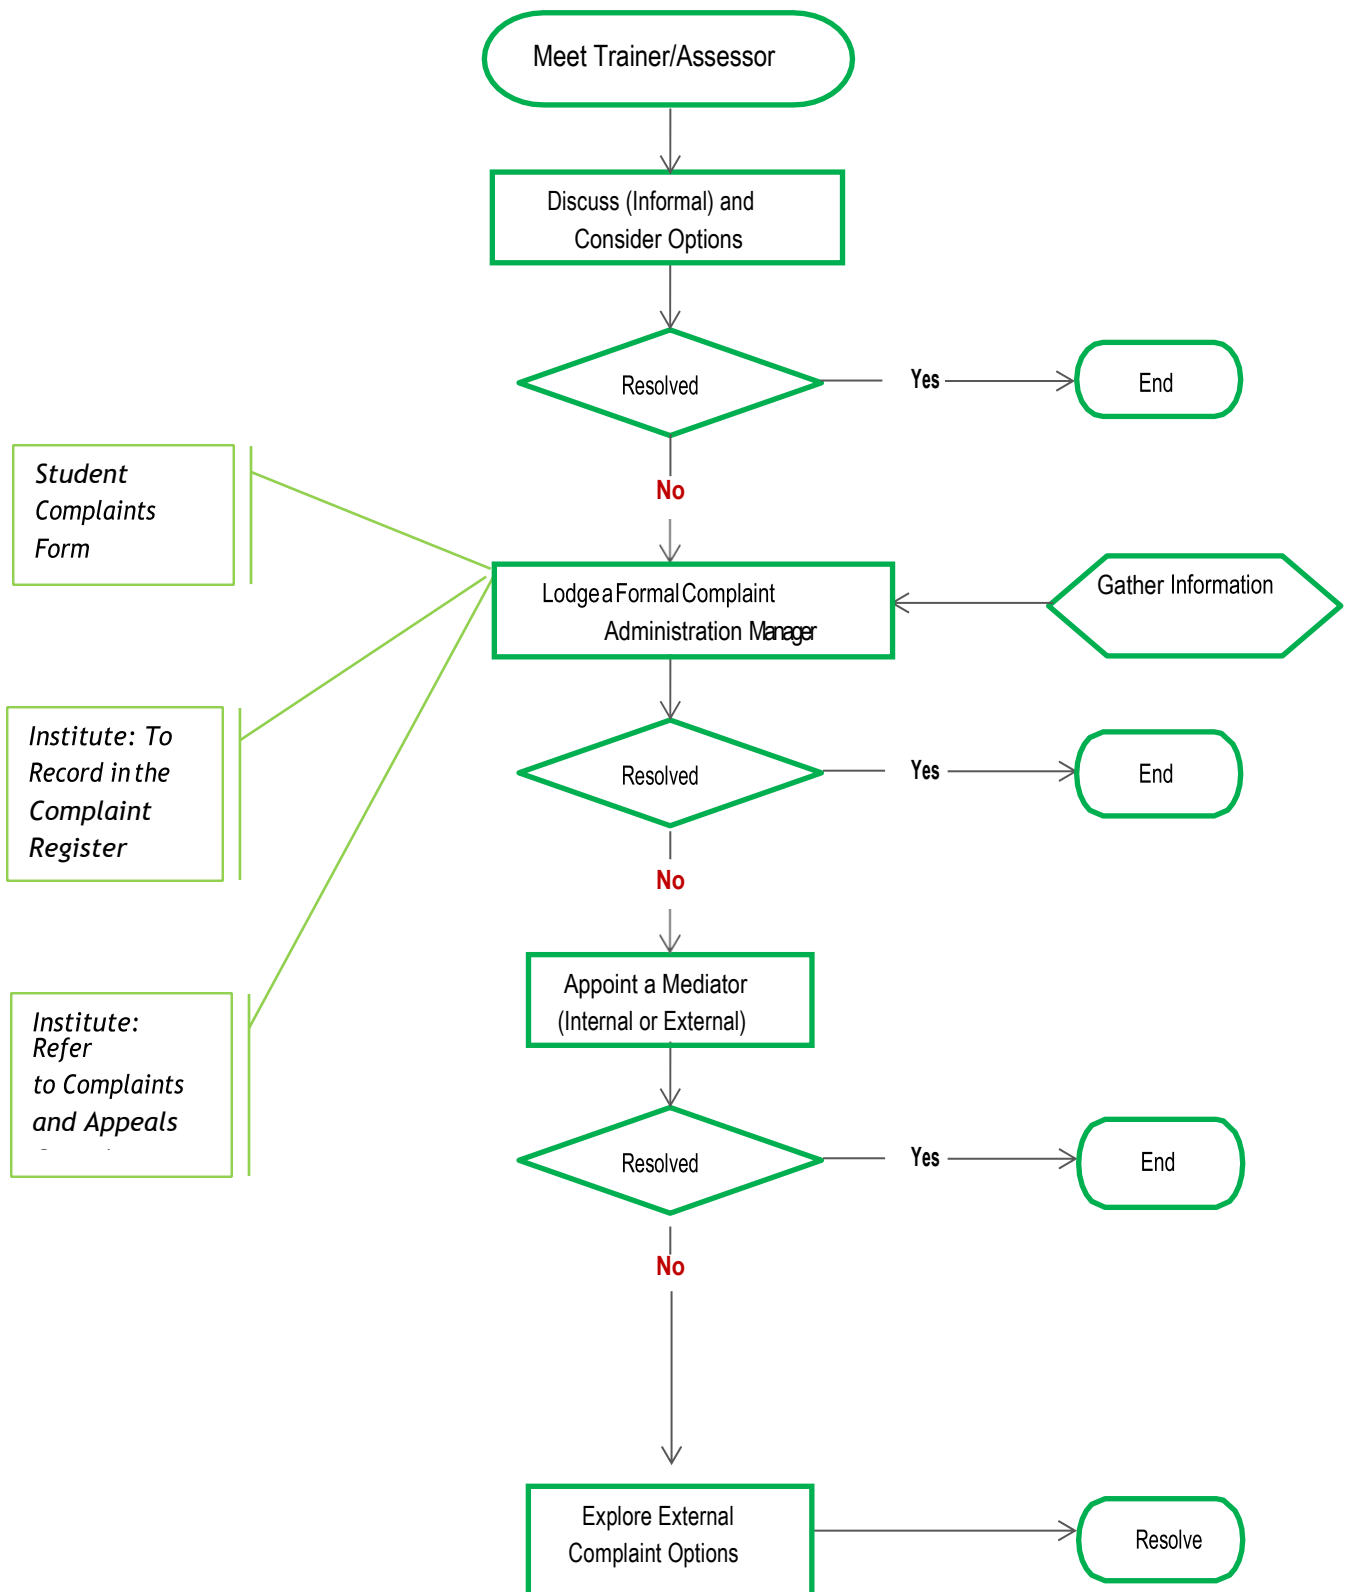 Meet Trainer/Assessor
Discuss (Informal) and
Consider Options
Resolved
Yes
End
No
Student
Complaints
Form
Lodge a Formal Complaint
Administration Manager
Gather Information
Institute: To
Record in the
Complaint
Register
Resolved
Yes
End
No
Appoint a Mediator
(Internal or External)
Institute:
Refer
to Complaints
and Appeals
Resolved
Yes
End
No
Explore External
Complaint Options
Resolve